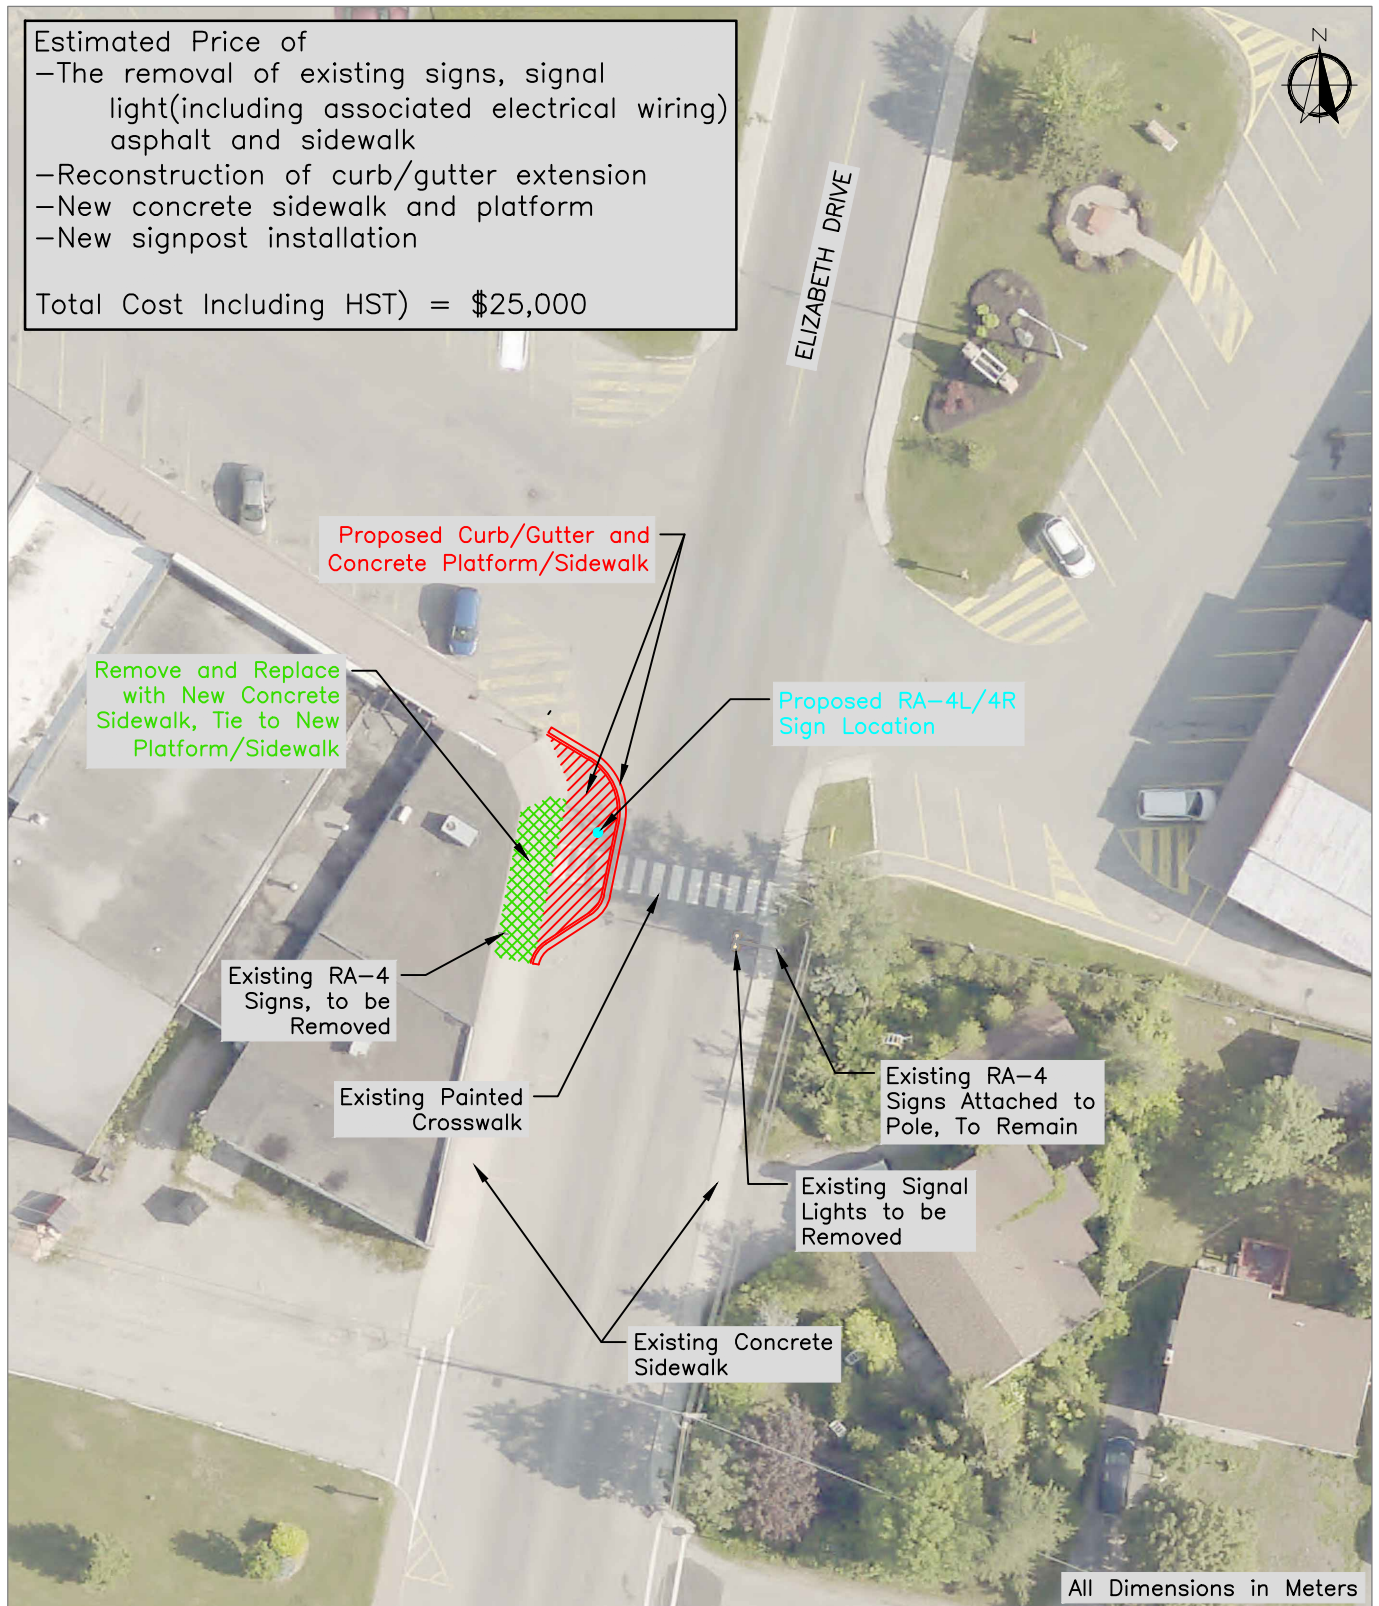 Estimated Price of
-The removal of existing signs, signal
light(including associated electrical wiring)
asphalt and sidewalk
-Reconstruction of curb/gutter extension
-New concrete sidewalk and platform
-New signpost installation
Total Cost Including HST) = $25,000
N
ELIZABETH DRIVE
Proposed Curb/Gutter and
Concrete Platform/Sidewalk
Remove and Replace
with New Concrete
Sidewalk, Tie to New
Platform/Sidewalk
Proposed RA-4L/4R
Sign Location
Existing RA-4
Signs, to be
Removed
Existing Painted
Crosswalk
Existing RA-4
Signs Attached to
Pole, To Remain
Existing Signal
Lights to be
Removed
Existing Concrete
Sidewalk
All Dimensions in Meters